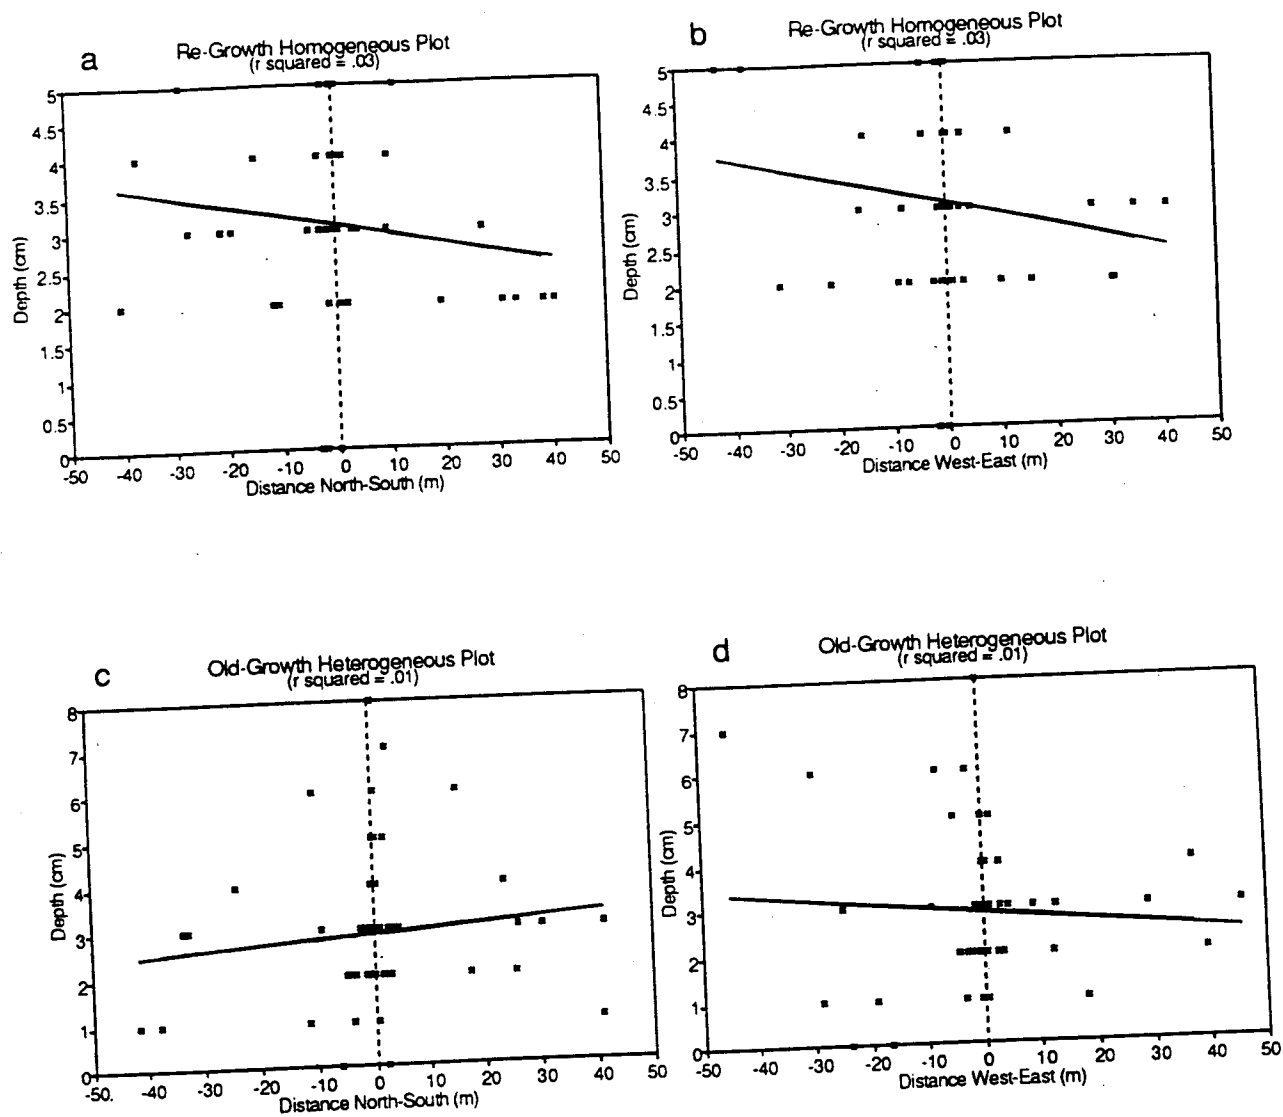 a
Re-Growth Homogeneous Plot
(r squared = .03)
5
4.5
4
3.5
3
2.5
2
1.5
1
0.5
0
Depth (cm)
-50 -40 -30 -20 -10 0 10 20 30 40 50
Distance North-South (m)
b
Re-Growth Homogeneous Plot
(r squared = .03)
5
4.5
4
3.5
3
2.5
2
1.5
1
0.5
0
Depth (cm)
-50 -40 -30 -20 -10 0 10 20 30 40 50
Distance West-East (m)
c
Old-Growth Heterogeneous Plot
(r squared = .01)
8
7
6
5
4
3
2
1
0
Depth (cm)
-50. -40 -30 -20 -10 0 10 20 30 40 50
Distance North-South (m)
d
Old-Growth Heterogeneous Plot
(r squared = .01)
8
7
6
5
4
3
2
1
0
Depth (cm)
-50 -40 -30 -20 -10 0 10 20 30 40 50
Distance West-East (m)